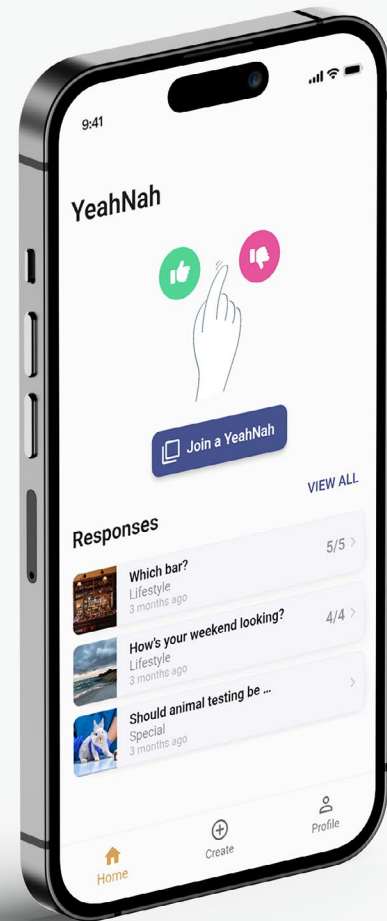 9:41
YeahNah
Join a YeahNah
Responses
VIEW ALL
Which bar?
Lifestyle
3 months ago
5/5
How's your weekend looking?
Lifestyle
3 months ago
4/4
Should animal testing be ...
Special
3 months ago
Home
Create
Profile